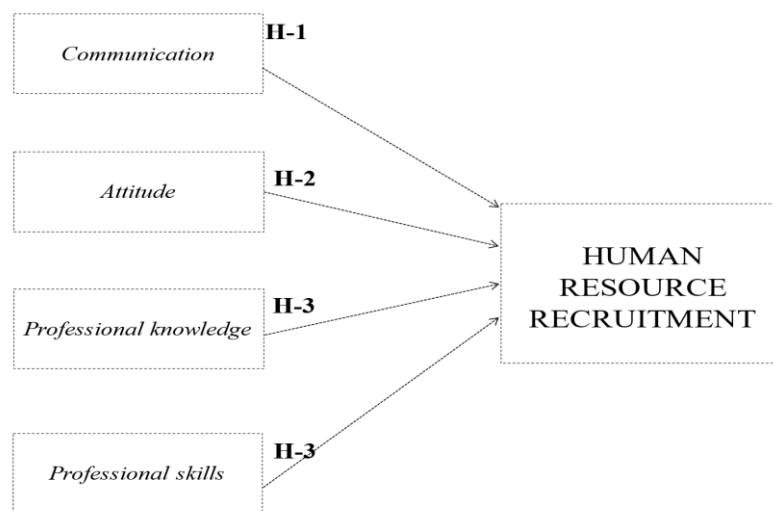 H-1
Communication
H-2
Attitude
HUMAN
RESOURCE
RECRUITMENT
H-3
Professional knowledge
H-3
Professional skills